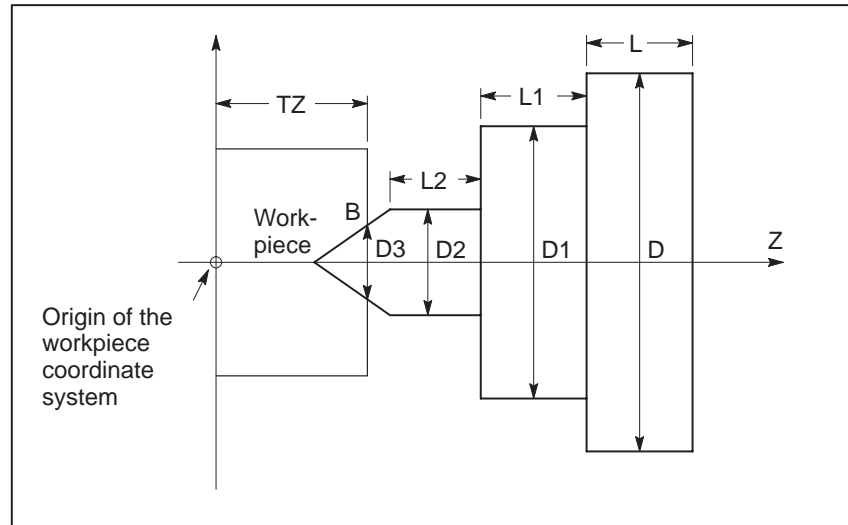 L
L1
TZ
L2
Work-
piece
B
D3
D2
D1
D
Z
Origin of the
workpiece
coordinate
system